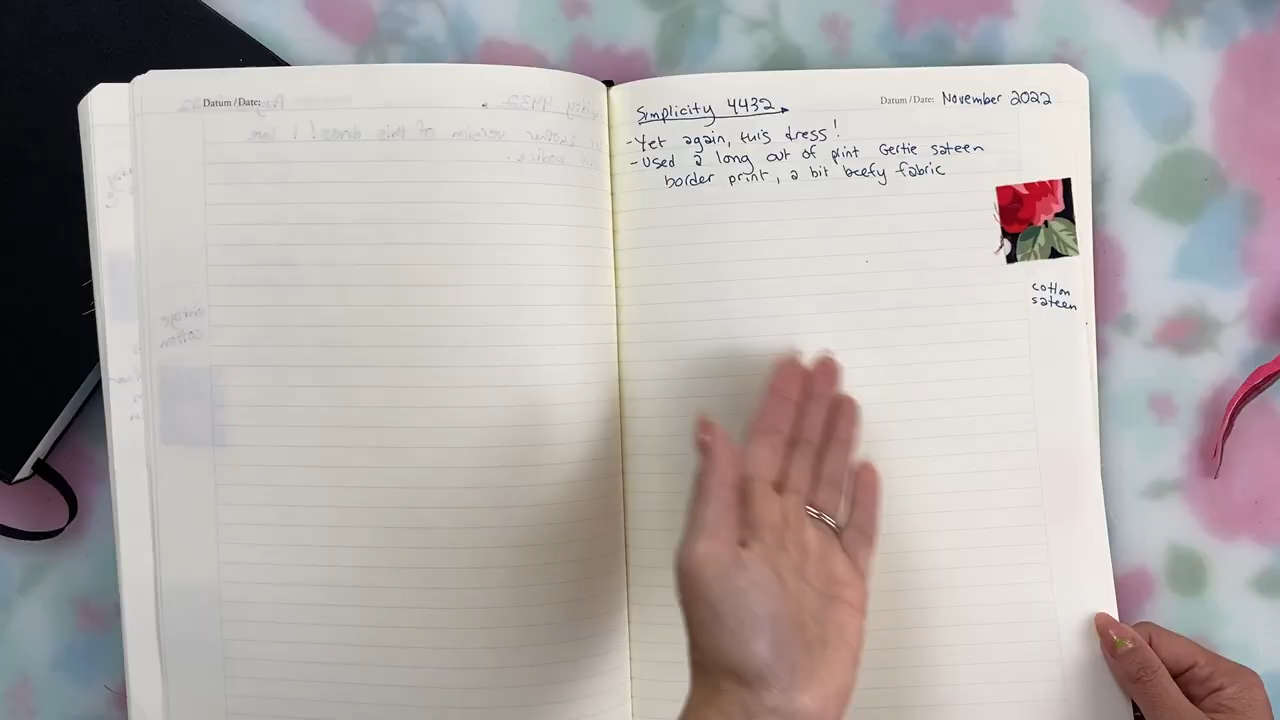 Datum / Date:
Simplicity 4432
Datum / Date: November 2022
- Yet again, this dress!
- Used a long out of print Gertie sateen
border print, a bit beefy fabric
cotton
sateen